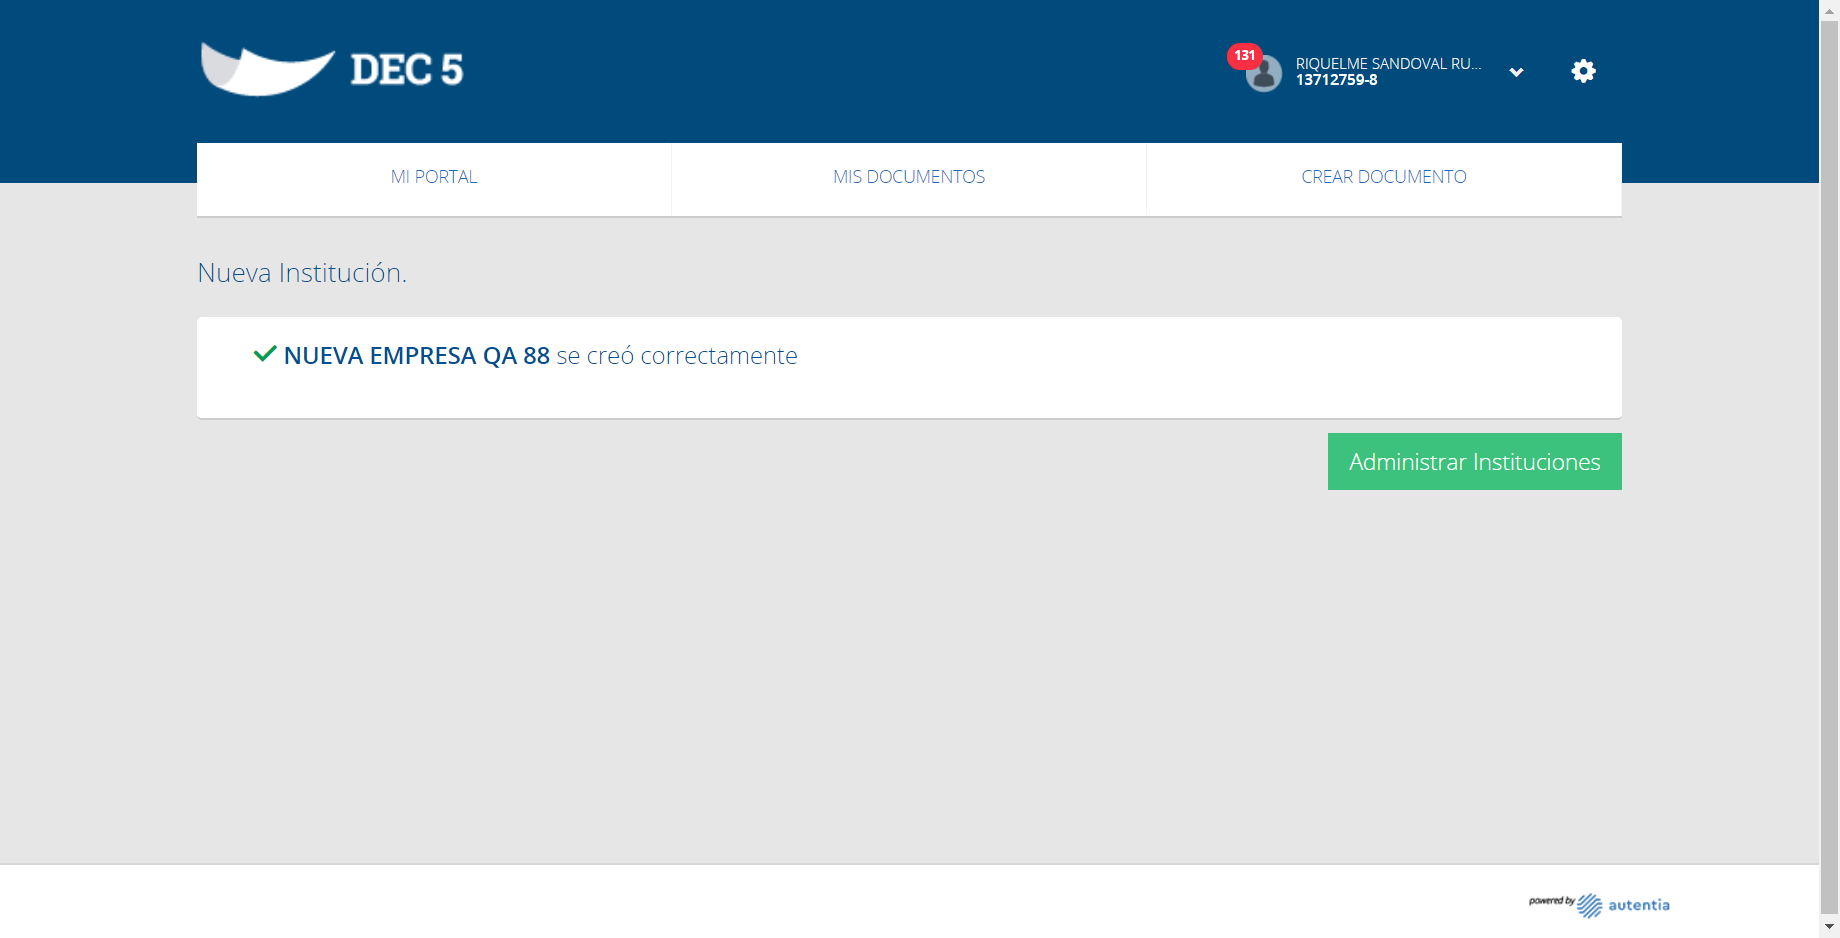 DEC 5
131
RIQUELME SANDOVAL RU...
13712759-8
MI PORTAL
MIS DOCUMENTOS
CREAR DOCUMENTO
Nueva Institución.
NUEVA EMPRESA QA 88 se creó correctamente
Administrar Instituciones
powered by autentia